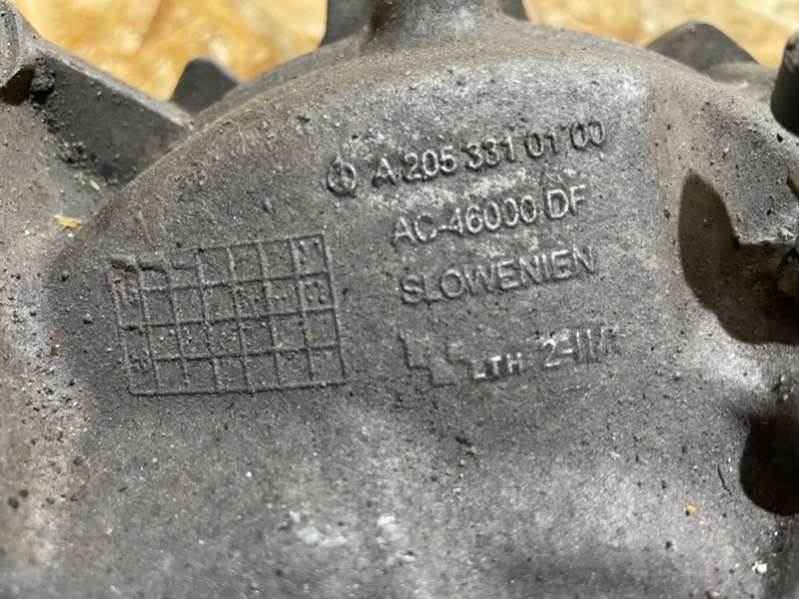 A 205 331 01 00
AC-46000 DF
SLOWENIEN
LTH